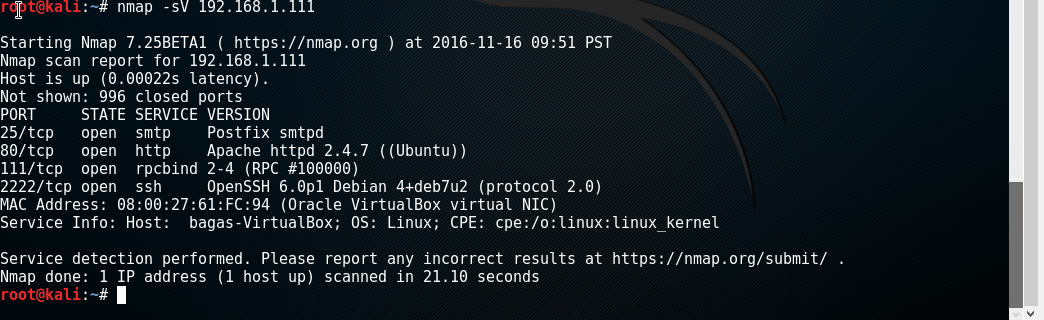 root@kali:~# nmap -sV 192.168.1.111
Starting Nmap 7.25BETA1 ( https://nmap.org ) at 2016-11-16 09:51 PST
Nmap scan report for 192.168.1.111
Host is up (0.00022s latency).
Not shown: 996 closed ports
PORT     STATE SERVICE VERSION
25/tcp   open  smtp    Postfix smtpd
80/tcp   open  http    Apache httpd 2.4.7 ((Ubuntu))
111/tcp  open  rpcbind 2-4 (RPC #100000)
2222/tcp open  ssh     OpenSSH 6.0p1 Debian 4+deb7u2 (protocol 2.0)
MAC Address: 08:00:27:61:FC:94 (Oracle VirtualBox virtual NIC)
Service Info: Host:  bagas-VirtualBox; OS: Linux; CPE: cpe:/o:linux:linux_kernel
Service detection performed. Please report any incorrect results at https://nmap.org/submit/ .
Nmap done: 1 IP address (1 host up) scanned in 21.10 seconds
root@kali:~#